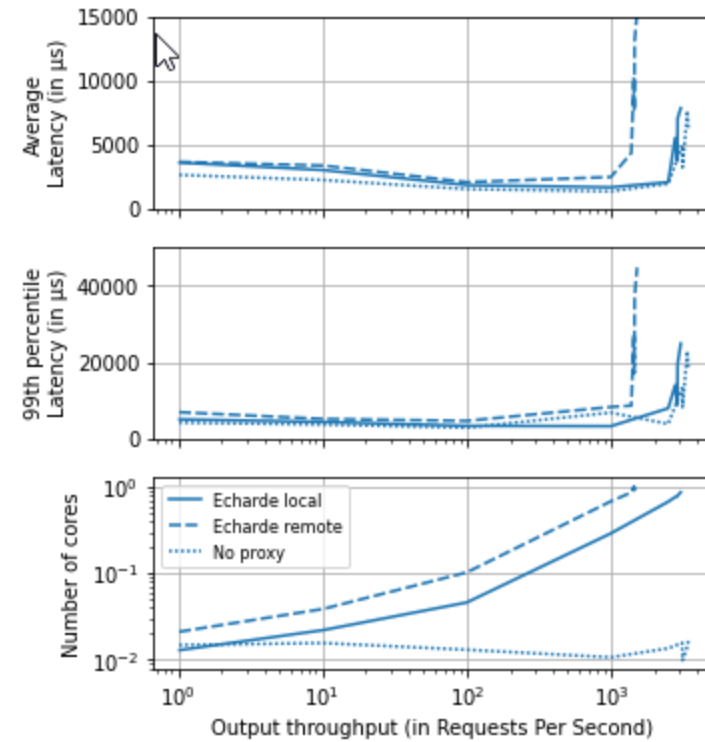 15000
10000
5000
0
Average
Latency (in µs)
40000
20000
0
99th percentile
Latency (in µs)
10⁰
10⁻¹
10⁻²
Number of cores
Echarde local
Echarde remote
No proxy
10⁰ 10¹ 10² 10³
Output throughput (in Requests Per Second)